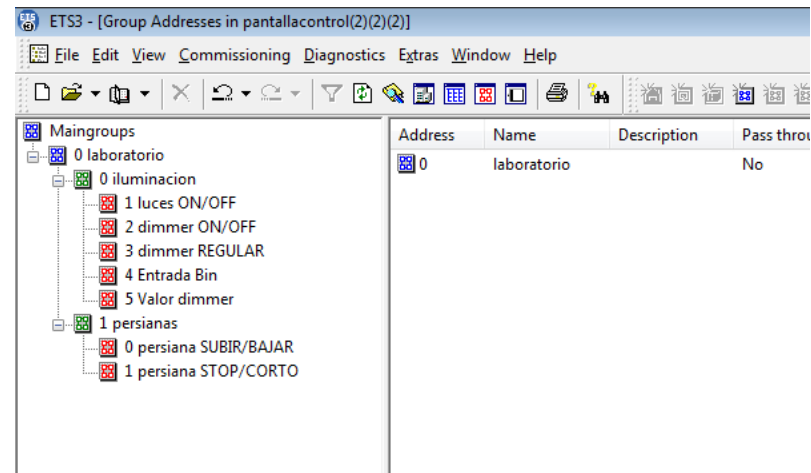 ETS3 - [Group Addresses in pantallacontrol(2)(2)(2)]
File Edit View Commissioning Diagnostics Extras Window Help
Maingroups
0 laboratorio
0 iluminacion
1 luces ON/OFF
2 dimmer ON/OFF
3 dimmer REGULAR
4 Entrada Bin
5 Valor dimmer
1 persianas
0 persiana SUBIR/BAJAR
1 persiana STOP/CORTO
Address Name Description Pass throu
0 laboratorio No